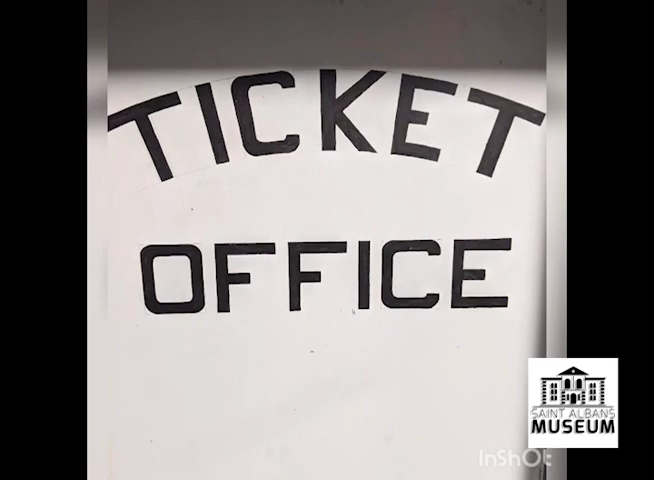 TICKET
OFFICE
SAINT ALBANS
MUSEUM
InShOt